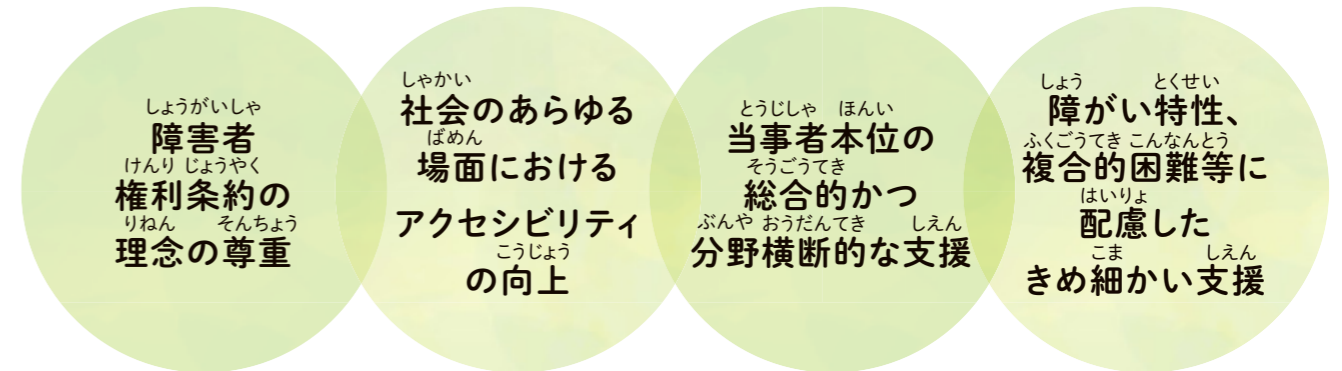 しょうがいしゃ
障害者
けんり じょうやく
権利条約の
りねん そんちょう
理念の尊重
しゃかい
社会のあらゆる
ばめん
場面における
アクセシビリティ
こうじょう
の向上
とうじしゃ ほんい
当事者本位の
そうごうてき
総合的かつ
ぶんや おうだんてき しえん
分野横断的な支援
しょう とくせい
障がい特性、
ふくごうてき こんなんとう
複合的困難等に
はいりょ
配慮した
こま しえん
きめ細かい支援